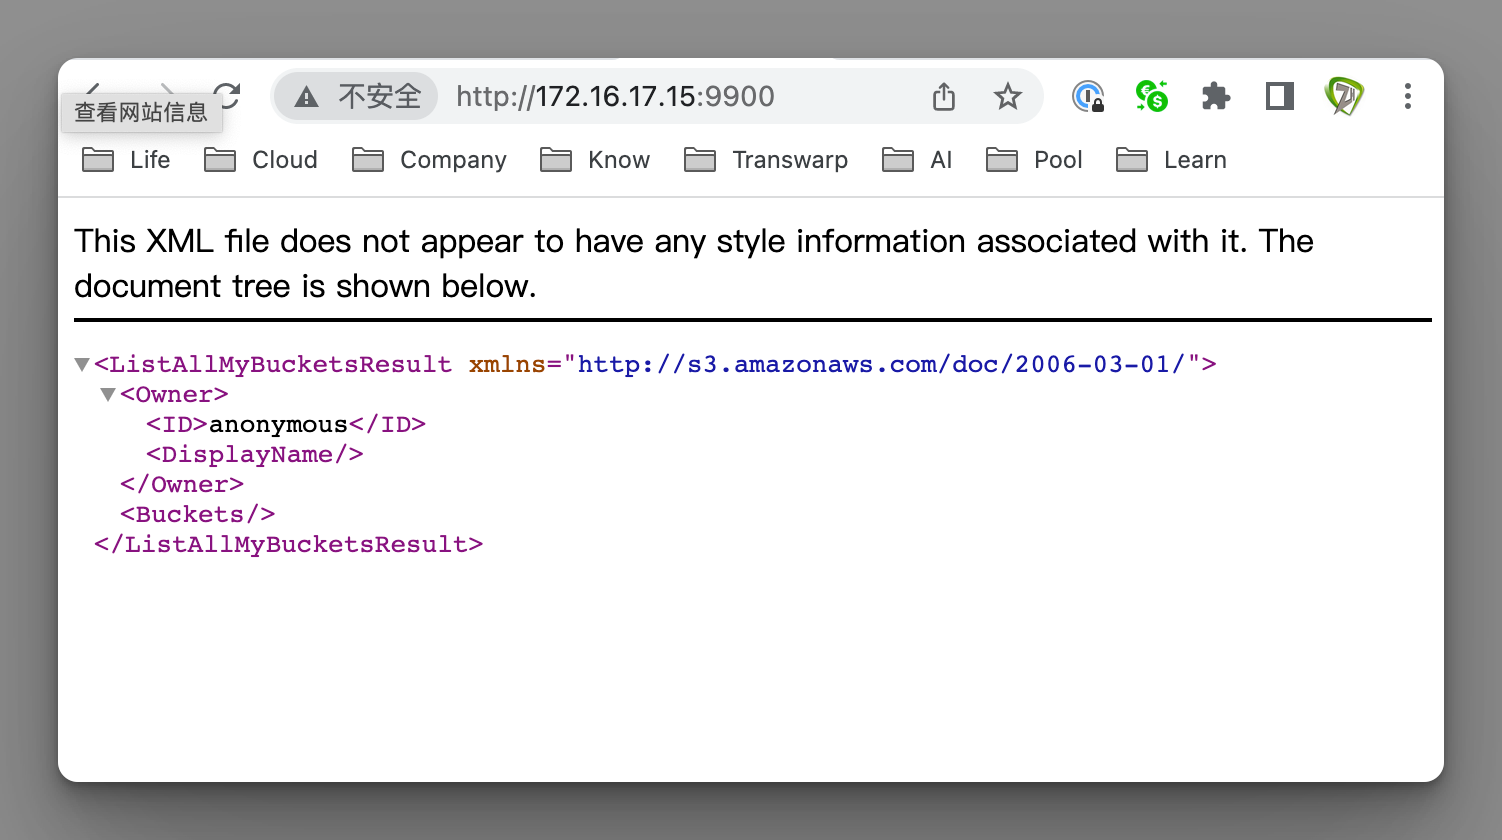 不安全 http://172.16.17.15:9900
查看网站信息
Life Cloud Company Know Transwarp AI Pool Learn
This XML file does not appear to have any style information associated with it. The
document tree is shown below.
<ListAllMyBucketsResult xmlns="http://s3.amazonaws.com/doc/2006-03-01/">
<Owner>
<ID>anonymous</ID>
<DisplayName/>
</Owner>
<Buckets/>
</ListAllMyBucketsResult>